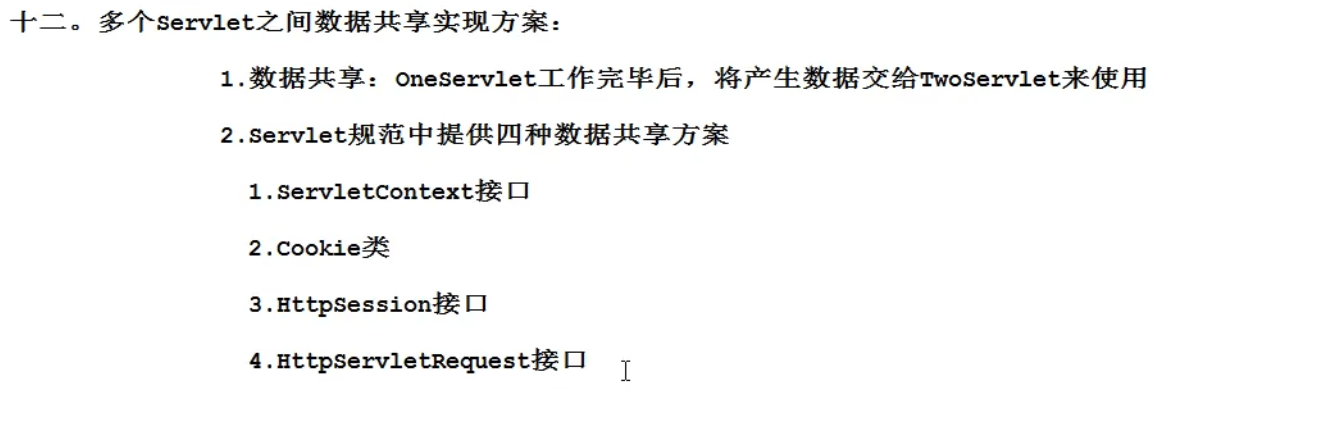 十二。多个Servlet之间数据共享实现方案：
1.数据共享：OneServlet工作完毕后，将产生数据交给TwoServlet来使用
2.Servlet规范中提供四种数据共享方案
1.ServletContext接口
2.Cookie类
3.HttpSession接口
4.HttpServletRequest接口